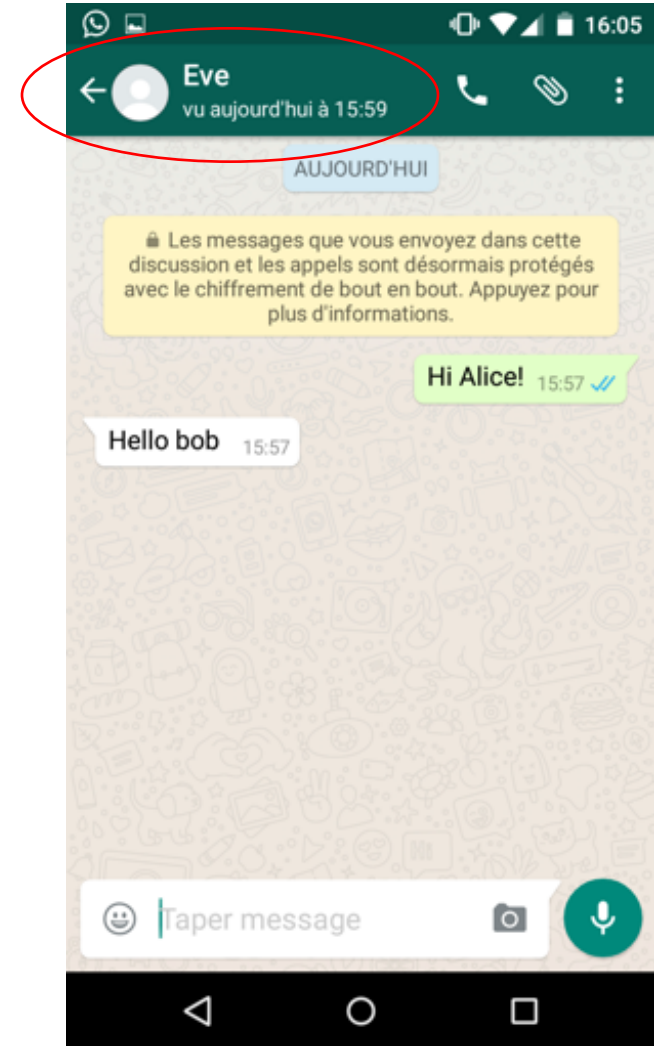 16:05
Eve
vu aujourd'hui à 15:59
AUJOURD'HUI
Les messages que vous envoyez dans cette
discussion et les appels sont désormais protégés
avec le chiffrement de bout en bout. Appuyez pour
plus d'informations.
Hi Alice! 15:57
Hello bob 15:57
Taper message